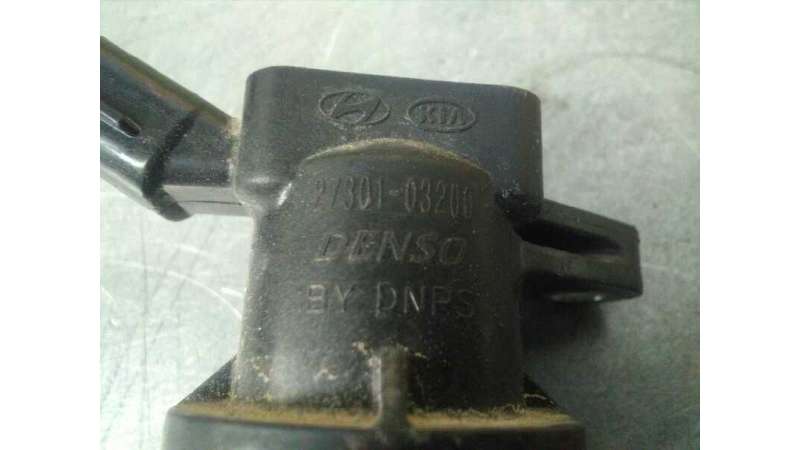 KIA
27301-03200
DENSO
BY DNPS